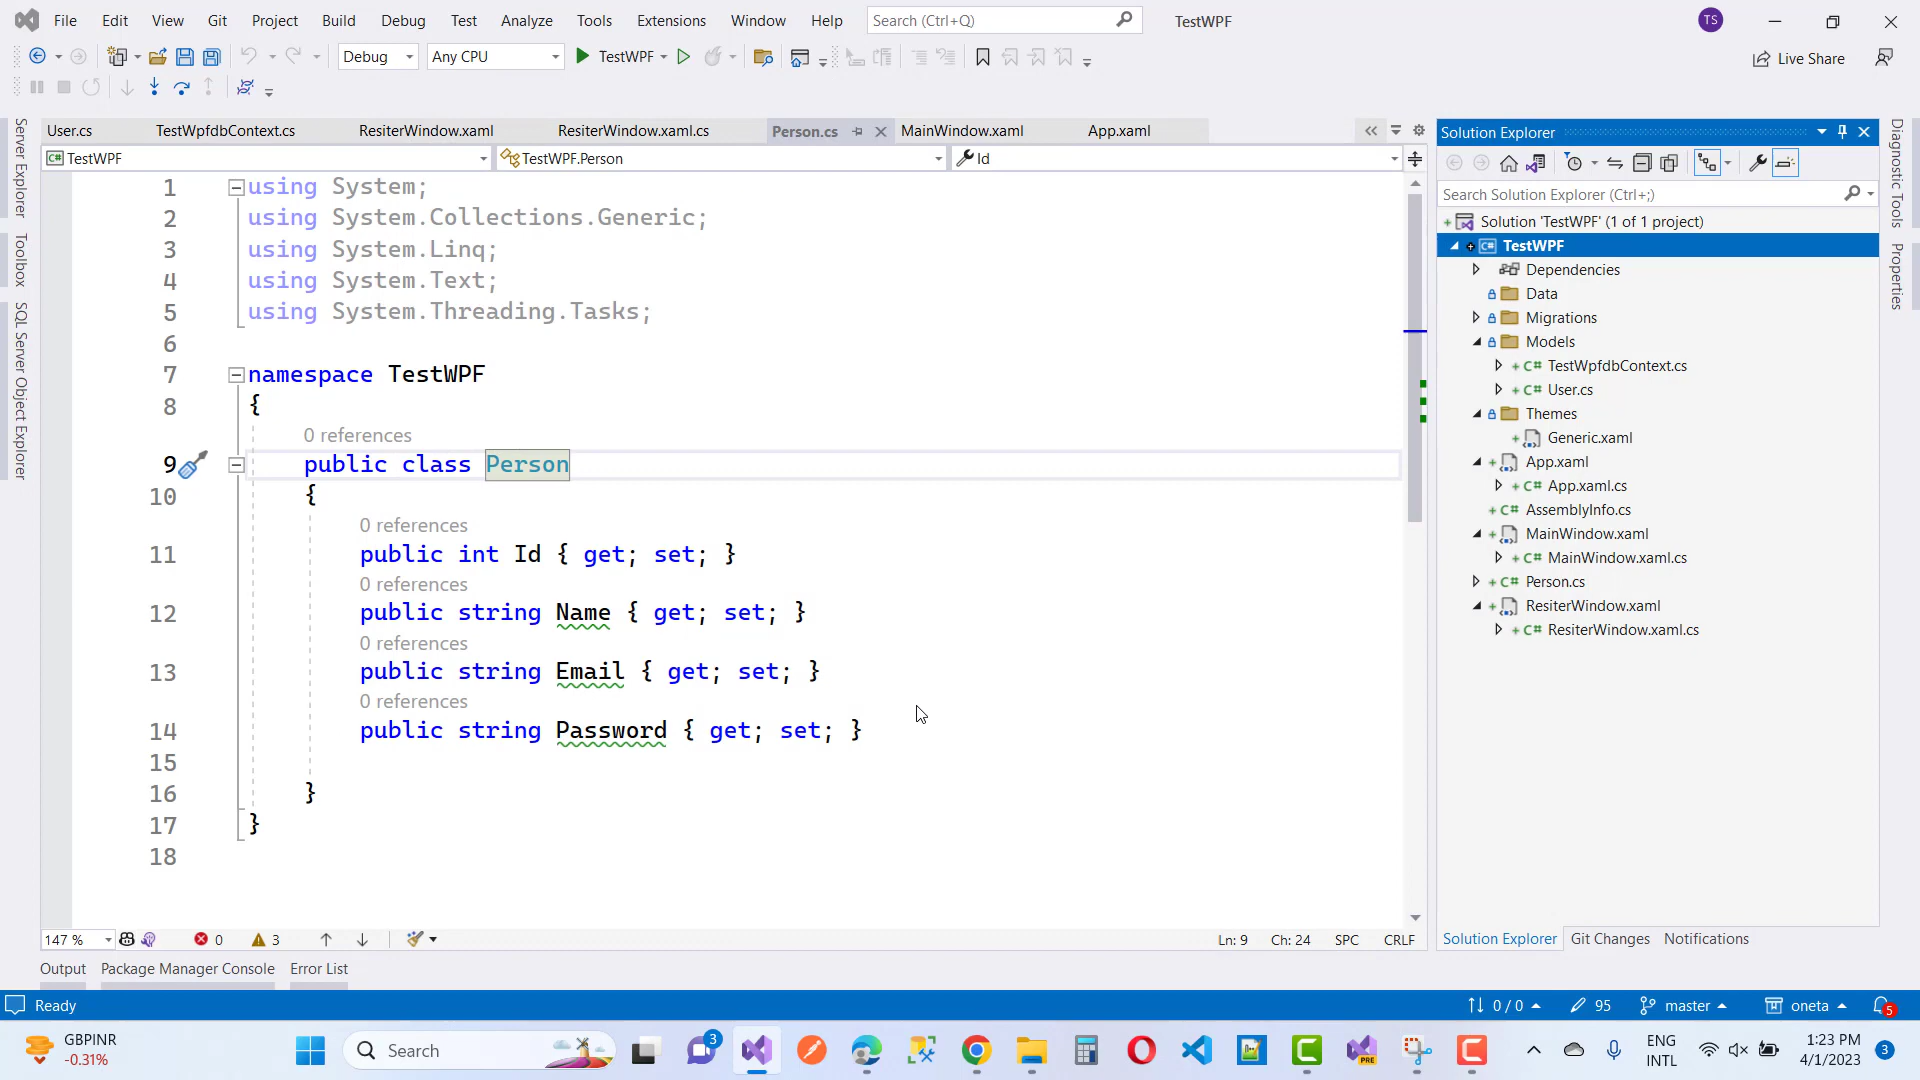 File Edit View Git Project Build Debug Test Analyze Tools Extensions Window Help Search (Ctrl+Q) TestWPF TS
Debug Any CPU TestWPF Live Share
User.cs TestWpfdbContext.cs ResiterWindow.xaml ResiterWindow.xaml.cs Person.cs MainWindow.xaml App.xaml
C# TestWPF TestWPF.Person Id
Server Explorer
Toolbox
SQL Server Object Explorer
1 using System;
2 using System.Collections.Generic;
3 using System.Linq;
4 using System.Text;
5 using System.Threading.Tasks;
6
7 namespace TestWPF
8 {
0 references
9 public class Person
10 {
0 references
11 public int Id { get; set; }
0 references
12 public string Name { get; set; }
0 references
13 public string Email { get; set; }
0 references
14 public string Password { get; set; }
15
16 }
17 }
18
147 % 0 3 Ln: 9 Ch: 24 SPC CRLF
Solution Explorer
Search Solution Explorer (Ctrl+;)
Solution 'TestWPF' (1 of 1 project)
C# TestWPF
Dependencies
Data
Migrations
Models
C# TestWpfdbContext.cs
C# User.cs
Themes
Generic.xaml
App.xaml
C# App.xaml.cs
C# AssemblyInfo.cs
MainWindow.xaml
C# MainWindow.xaml.cs
C# Person.cs
ResiterWindow.xaml
C# ResiterWindow.xaml.cs
Solution Explorer Git Changes Notifications
Diagnostic Tools
Properties
Output Package Manager Console Error List
Ready 0 / 0 95 master oneta 5
GBPINR
-0.31%
Search
3
PRE
ENG
INTL
1:23 PM
4/1/2023
3